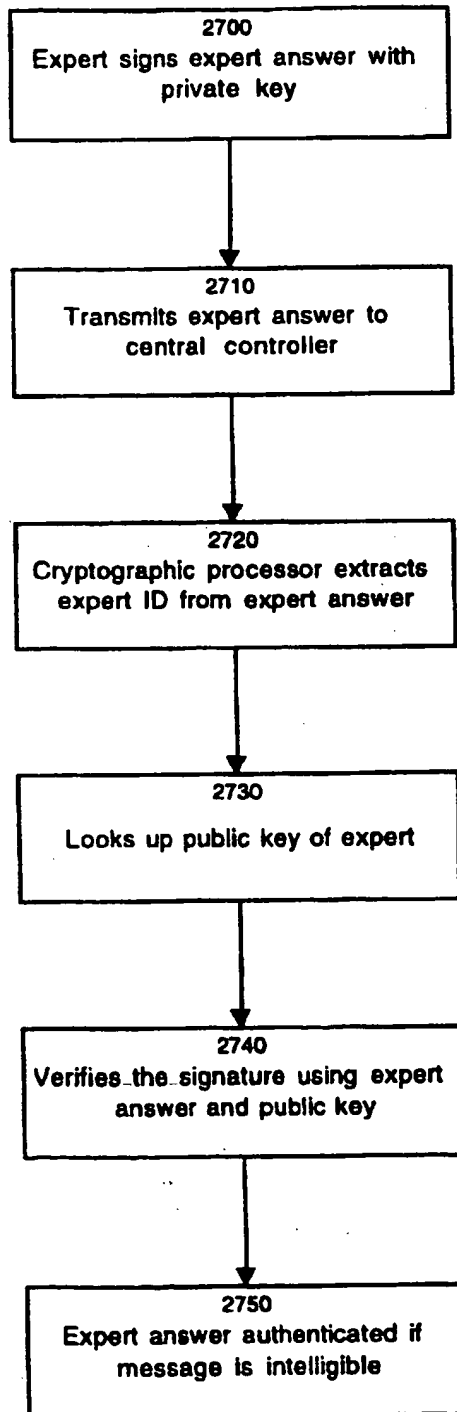 2700
Expert signs expert answer with
private key
2710
Transmits expert answer to
central controller
2720
Cryptographic processor extracts
expert ID from expert answer
2730
Looks up public key of expert
2740
Verifies the signature using expert
answer and public key
2750
Expert answer authenticated if
message is intelligible